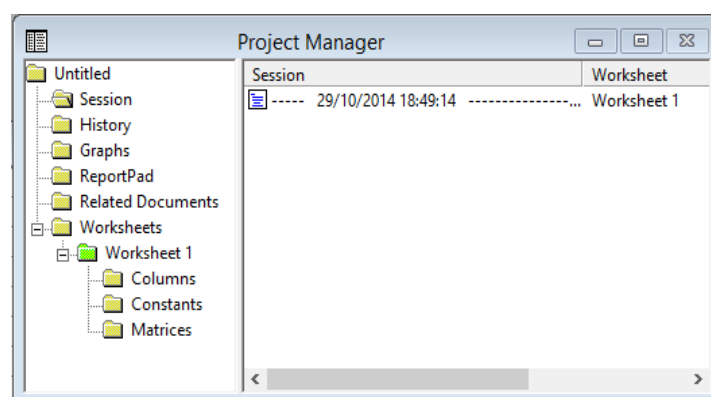 Project Manager
Untitled
Session
History
Graphs
ReportPad
Related Documents
Worksheets
Worksheet 1
Columns
Constants
Matrices
Session Worksheet
----- 29/10/2014 18:49:14 ---------------... Worksheet 1